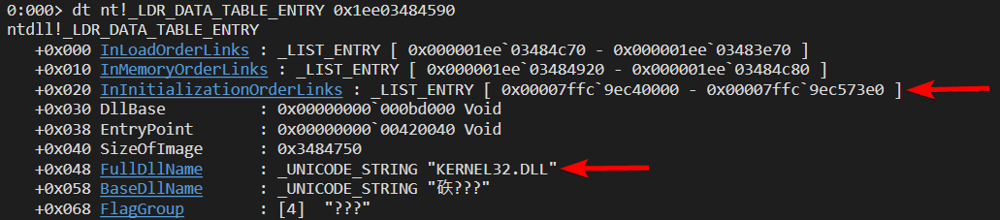 0:000> dt nt!_LDR_DATA_TABLE_ENTRY 0x1ee03484590
ntdll!_LDR_DATA_TABLE_ENTRY
+0x000 InLoadOrderLinks : _LIST_ENTRY [ 0x000001ee`03484c70 - 0x000001ee`03483e70 ]
+0x010 InMemoryOrderLinks : _LIST_ENTRY [ 0x000001ee`03484920 - 0x000001ee`03484c80 ]
+0x020 InInitializationOrderLinks : _LIST_ENTRY [ 0x00007ffc`9ec40000 - 0x00007ffc`9ec573e0 ]
+0x030 DllBase : 0x00000000`000bd000 Void
+0x038 EntryPoint : 0x00000000`00420040 Void
+0x040 SizeOfImage : 0x3484750
+0x048 FullDllName : _UNICODE_STRING "KERNEL32.DLL"
+0x058 BaseDllName : _UNICODE_STRING "㪫???"
+0x068 FlagGroup : [4] "???"